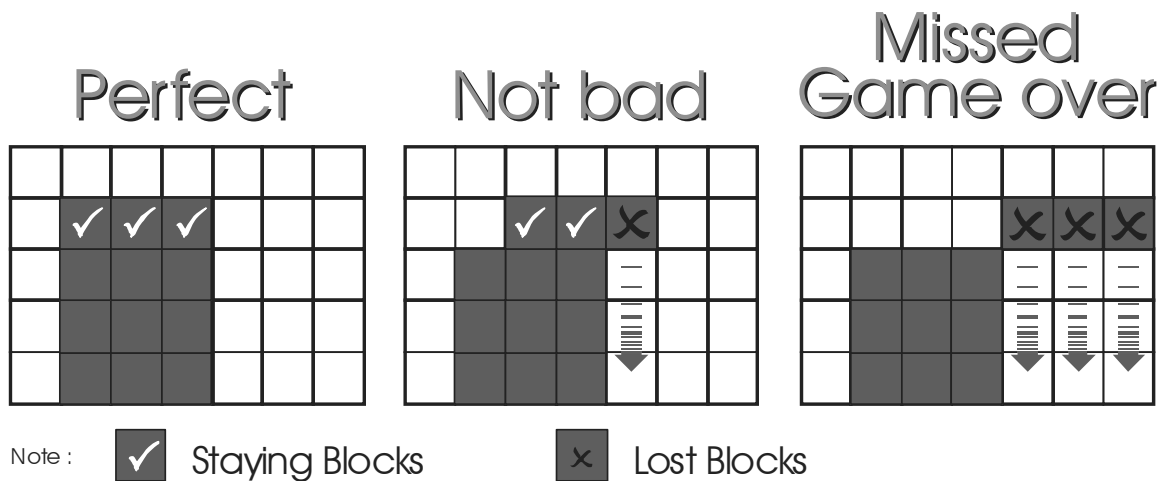 Perfect
Not bad
Missed
Game over
Note :
Staying Blocks
Lost Blocks